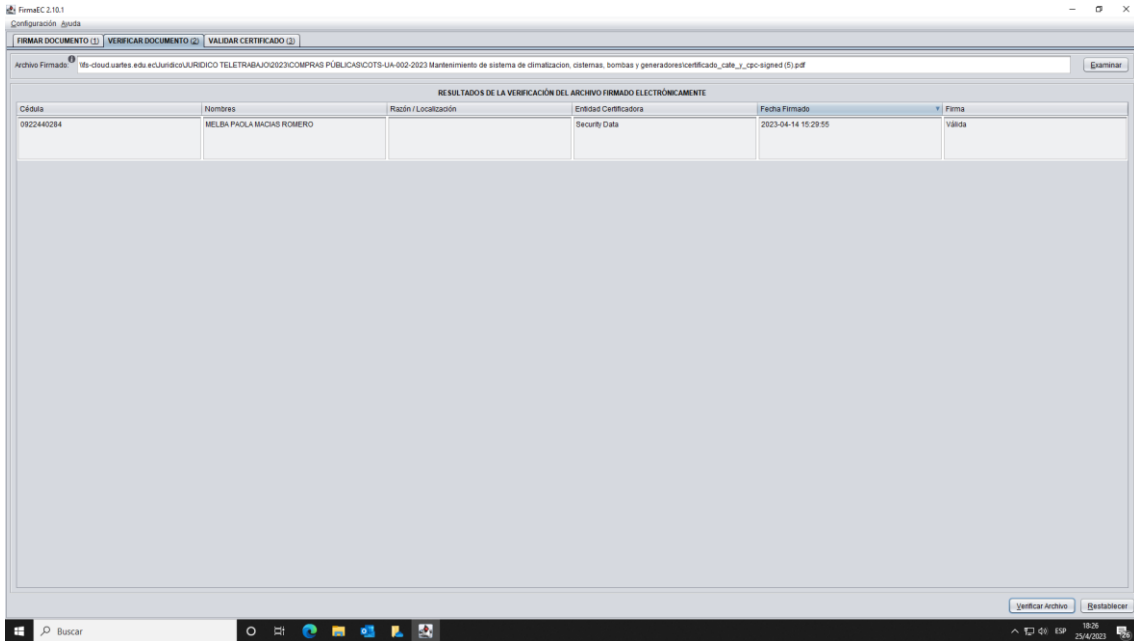 FirmaEC 2.10.1
Configuración Ayuda
FIRMAR DOCUMENTO (1) VERIFICAR DOCUMENTO (2) VALIDAR CERTIFICADO (3)
Archivo Firmado: \\fs-cloud.uartes.edu.ec\Juridico\JURIDICO TELETRABAJO\2023\COMPRAS PÚBLICAS\COTS-UA-002-2023 Mantenimiento de sistema de climatizacion, cisternas, bombas y generadores\certificado_cate_y_cpc-signed (5).pdf Examinar
RESULTADOS DE LA VERIFICACIÓN DEL ARCHIVO FIRMADO ELECTRÓNICAMENTE
Cédula Nombres Razón / Localización Entidad Certificadora Fecha Firmado Firma
0922440284 MELBA PAOLA MACIAS ROMERO Security Data 2023-04-14 15:29:55 Válida
Verificar Archivo Restablecer
Buscar ESP 18:26
25/4/2023